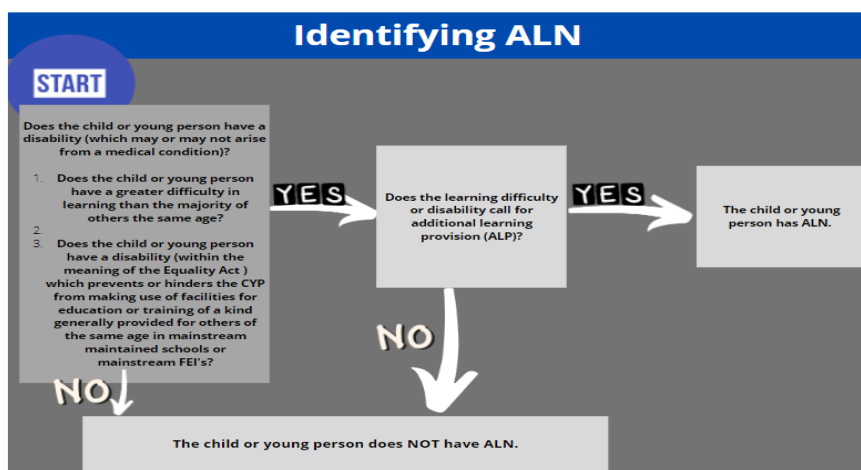 Identifying ALN
START
Does the child or young person have a
disability (which may or may not arise
from a medical condition)?
1. Does the child or young person
have a greater difficulty in
learning than the majority of
others the same age?
2.
3. Does the child or young person
have a disability (within the
meaning of the Equality Act )
which prevents or hinders the CYP
from making use of facilities for
education or training of a kind
generally provided for others of
the same age in mainstream
maintained schools or
mainstream FEI's?
YES
Does the learning difficulty
or disability call for
additional learning
provision (ALP)?
YES
The child or young
person has ALN.
NO
NO
The child or young person does NOT have ALN.